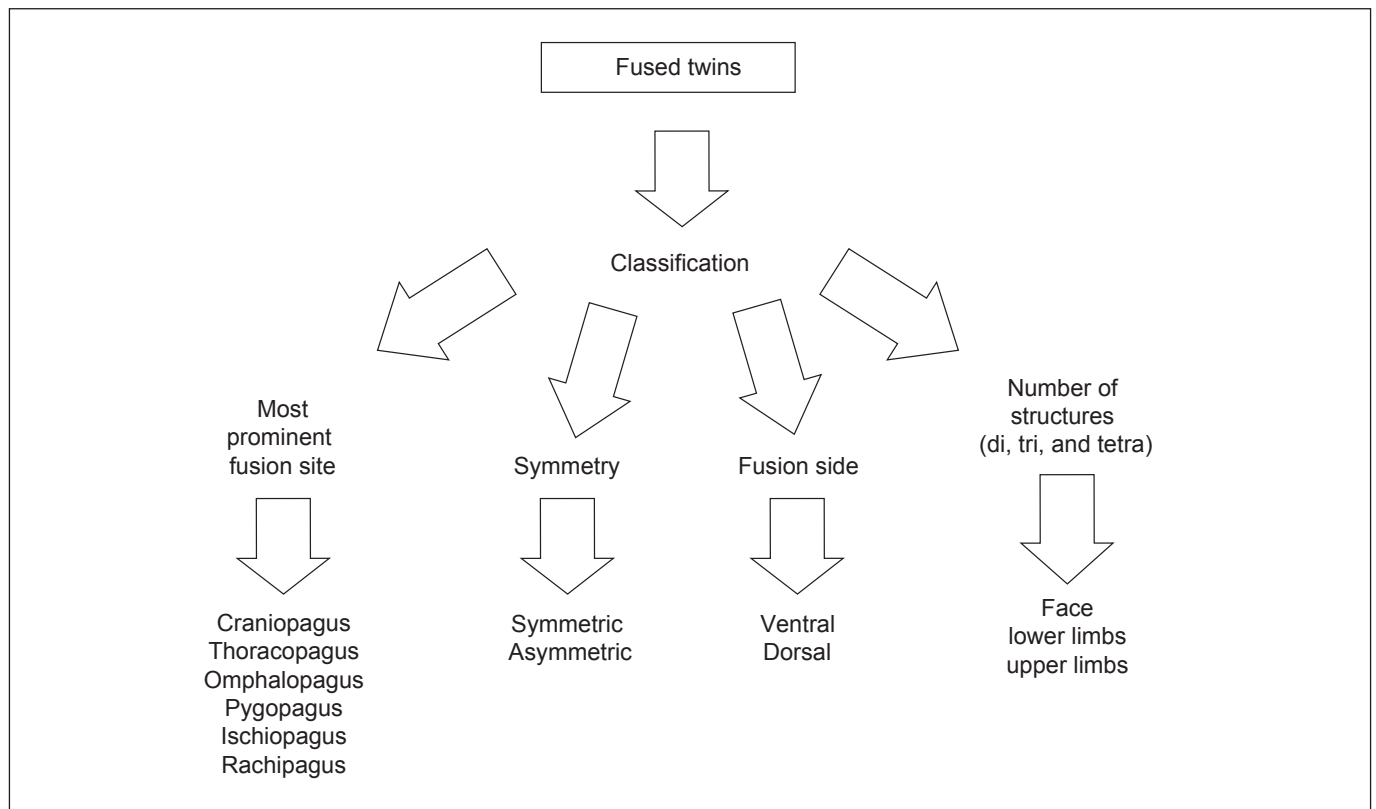 Fused twins
Classification
Most
prominent
fusion site
Craniopagus
Thoracopagus
Omphalopagus
Pygopagus
Ischiopagus
Rachipagus
Symmetry
Symmetric
Asymmetric
Fusion side
Ventral
Dorsal
Number of
structures
(di, tri, and tetra)
Face
lower limbs
upper limbs